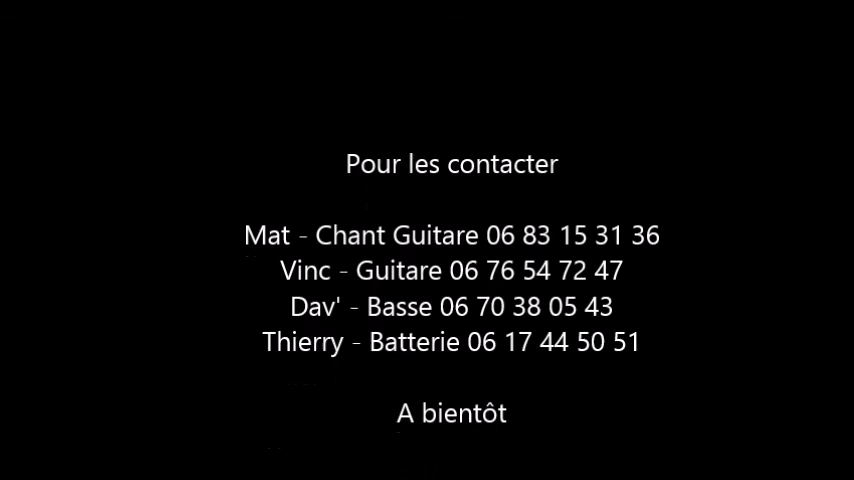 Pour les contacter
Mat - Chant Guitare 06 83 15 31 36
Vinc - Guitare 06 76 54 72 47
Dav' - Basse 06 70 38 05 43
Thierry - Batterie 06 17 44 50 51
A bientôt